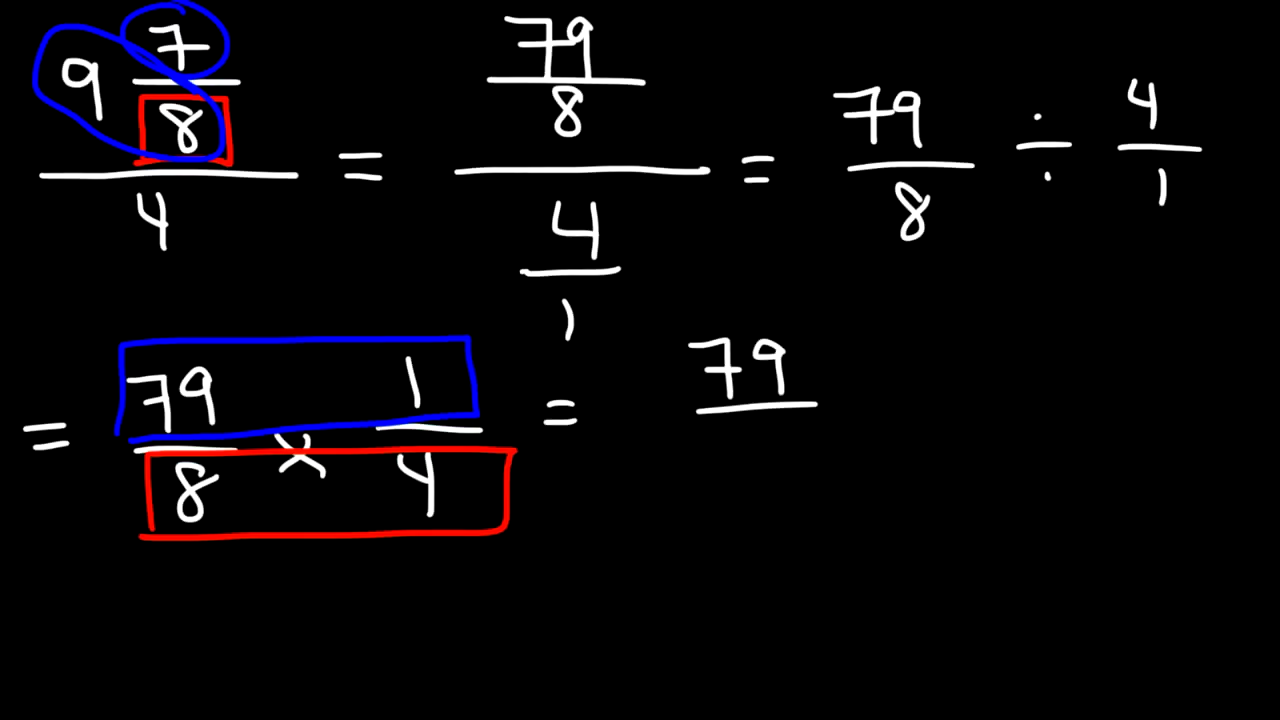 9 7/8 / 4 = 79/8 / 4/1 = 79/8 ÷ 4/1
= 79/8 × 1/4 = 79/